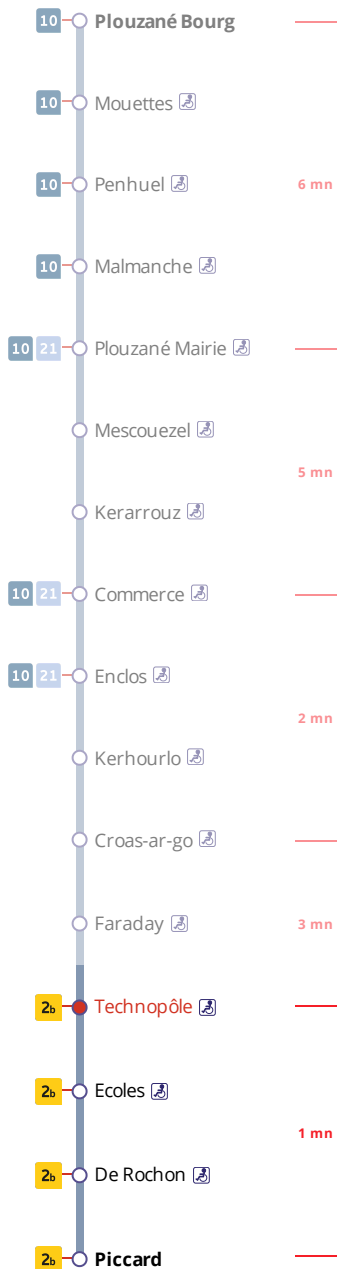 10 Plouzané Bourg
10 Mouettes
10 Penhuel 6 mn
10 Malmanche
10 21 Plouzané Mairie
Mescouezel
5 mn
Kerarrouz
10 21 Commerce
10 21 Enclos
2 mn
Kerhourlo
Croas-ar-go
Faraday 3 mn
2b Technopôle
2b Ecoles
1 mn
2b De Rochon
2b Piccard